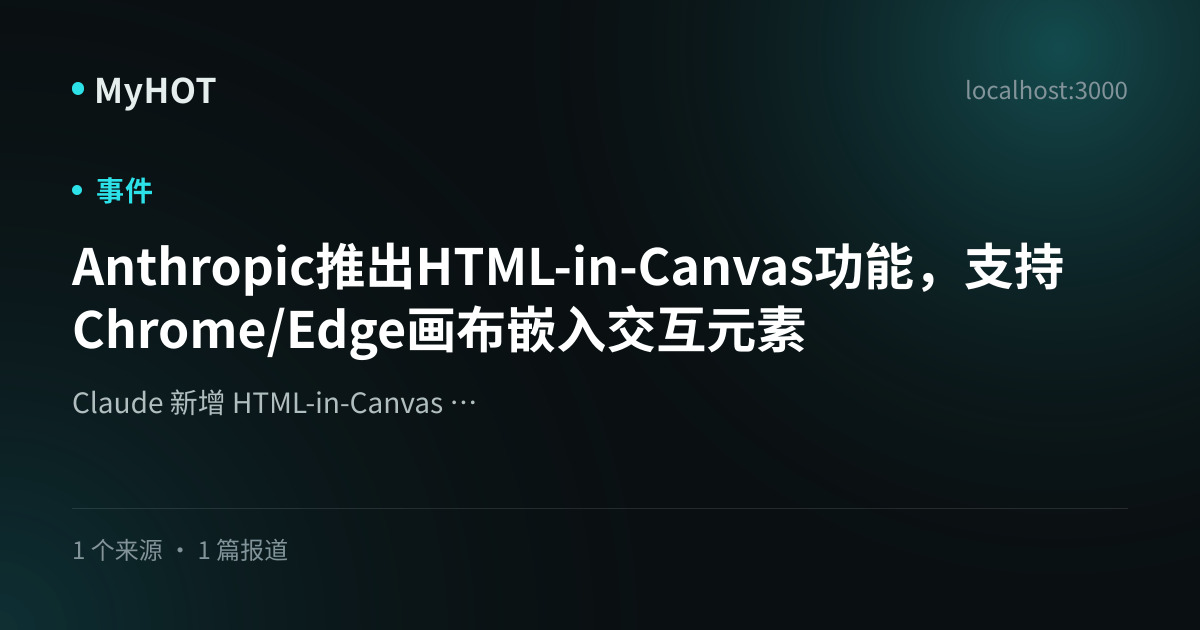 MyHOT
localhost:3000
事件
Anthropic推出HTML-in-Canvas功能，支持
Chrome/Edge画布嵌入交互元素
Claude 新增 HTML-in-Canvas …
1 个来源 · 1 篇报道